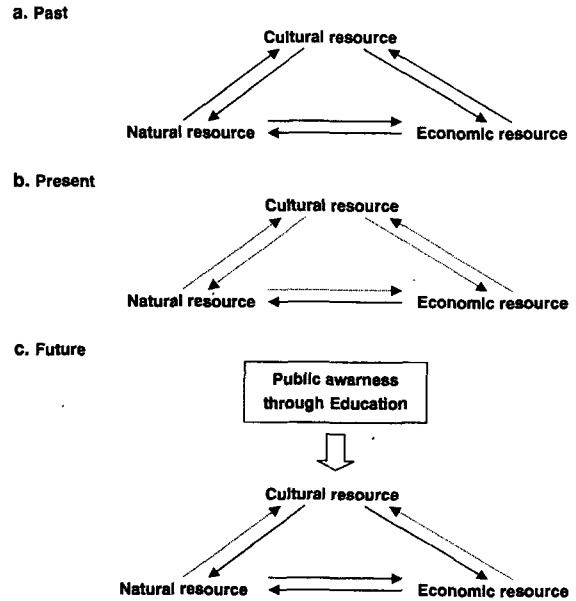 a. Past
Cultural resource
Natural resource
Economic resource
b. Present
Cultural resource
Natural resource
Economic resource
c. Future
Public awarness
through Education
Cultural resource
Natural resource
Economic resource